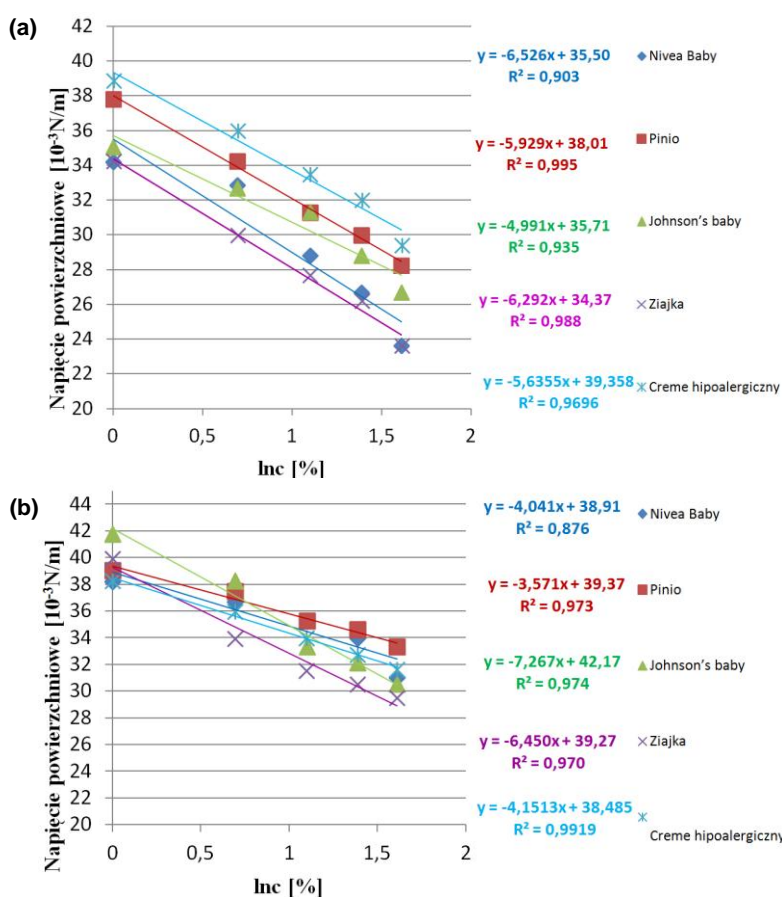 (a)
Napięcie powierzchniowe [10⁻³N/m]
42
40
38
36
34
32
30
28
26
24
22
20
0
0,5
1
1,5
2
lnc [%]
y = -6,526x + 35,50
R² = 0,903
Nivea Baby
y = -5,929x + 38,01
R² = 0,995
Pinio
y = -4,991x + 35,71
R² = 0,935
Johnson's baby
y = -6,292x + 34,37
R² = 0,988
Ziajka
y = -5,6355x + 39,358
R² = 0,9696
Creme hipoalergiczny
(b)
Napięcie powierzchniowe [10⁻³N/m]
44
42
40
38
36
34
32
30
28
26
24
22
20
0
0,5
1
1,5
2
lnc [%]
y = -4,041x + 38,91
R² = 0,876
Nivea Baby
y = -3,571x + 39,37
R² = 0,973
Pinio
y = -7,267x + 42,17
R² = 0,974
Johnson's baby
y = -6,450x + 39,27
R² = 0,970
Ziajka
y = -4,1513x + 38,485
R² = 0,9919
Creme hipoalergiczny